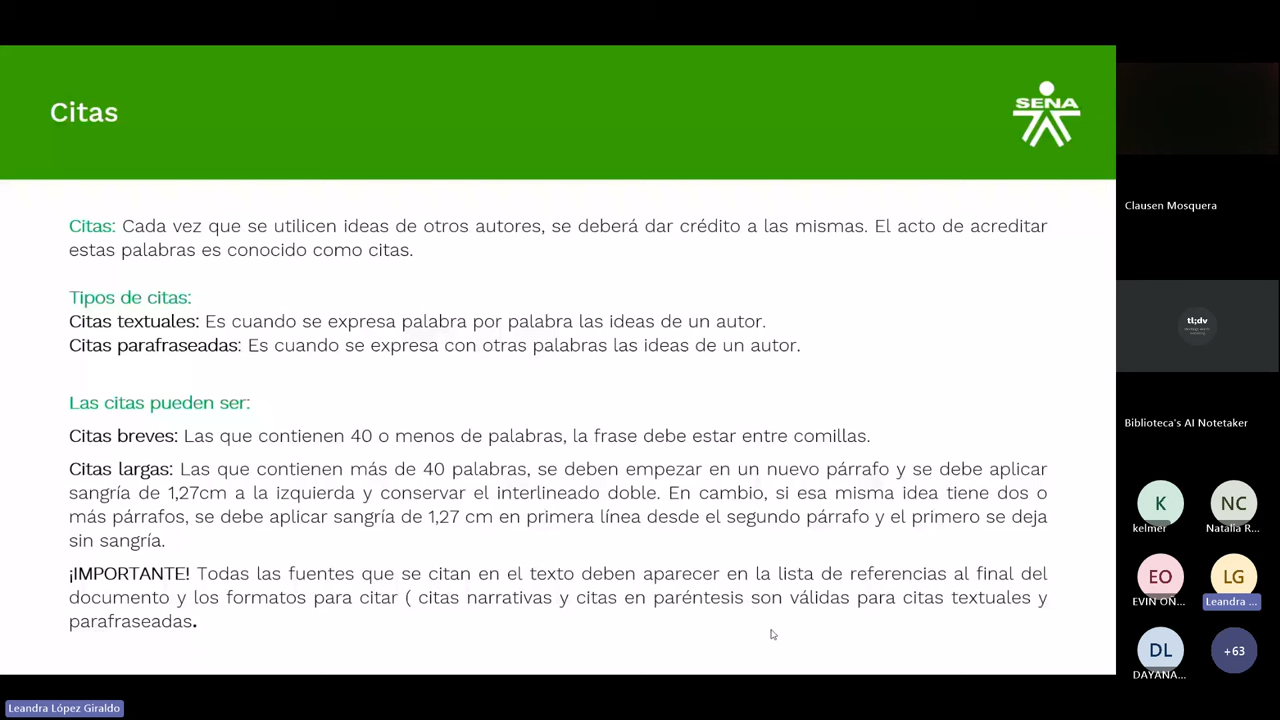 Citas
SENA
Citas: Cada vez que se utilicen ideas de otros autores, se deberá dar crédito a las mismas. El acto de acreditar
estas palabras es conocido como citas.
Tipos de citas:
Citas textuales: Es cuando se expresa palabra por palabra las ideas de un autor.
Citas parafraseadas: Es cuando se expresa con otras palabras las ideas de un autor.
Las citas pueden ser:
Citas breves: Las que contienen 40 o menos de palabras, la frase debe estar entre comillas.
Citas largas: Las que contienen más de 40 palabras, se deben empezar en un nuevo párrafo y se debe aplicar
sangría de 1,27cm a la izquierda y conservar el interlineado doble. En cambio, si esa misma idea tiene dos o
más párrafos, se debe aplicar sangría de 1,27 cm en primera línea desde el segundo párrafo y el primero se deja
sin sangría.
¡IMPORTANTE! Todas las fuentes que se citan en el texto deben aparecer en la lista de referencias al final del
documento y los formatos para citar ( citas narrativas y citas en paréntesis son válidas para citas textuales y
parafraseadas.
Clausen Mosquera
tl;dv
Biblioteca's AI Notetaker
K
kelmer
NC
Natalia R...
EO
EVIN OÑ...
LG
Leandra ...
DL
DAYANA...
+63
Leandra López Giraldo